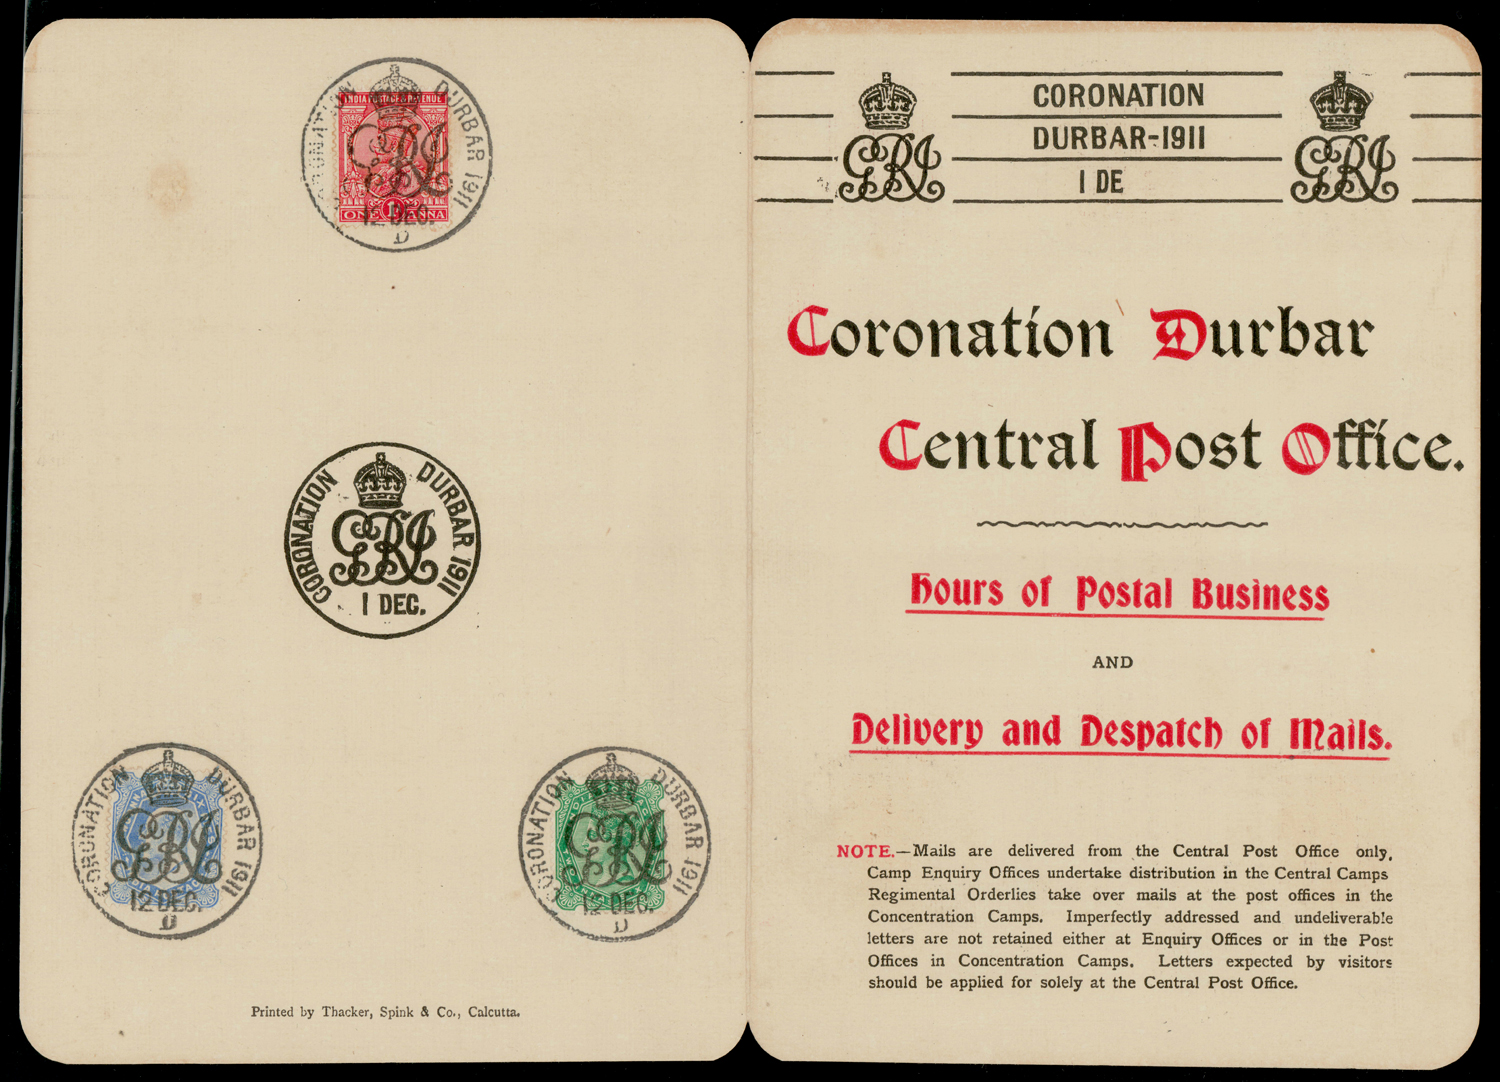 INDIA POSTAGE & REVENUE
CORONATION DURBAR 1911
GRI
12 DEC.
D
ONE 1 ANNA
CORONATION DURBAR 1911
GRI
1 DEC.
CORONATION DURBAR 1911
GRI
12 DEC.
D
CORONATION DURBAR 1911
GRI
12 DEC.
D
Printed by Thacker, Spink & Co., Calcutta.
CORONATION
DURBAR-1911
1 DE
GRI
GRI
Coronation Durbar
Central Post Office.
Hours of Postal Business
AND
Delivery and Despatch of Mails.
NOTE.—Mails are delivered from the Central Post Office only.
Camp Enquiry Offices undertake distribution in the Central Camps
Regimental Orderlies take over mails at the post offices in the
Concentration Camps. Imperfectly addressed and undeliverable
letters are not retained either at Enquiry Offices or in the Post
Offices in Concentration Camps. Letters expected by visitors
should be applied for solely at the Central Post Office.